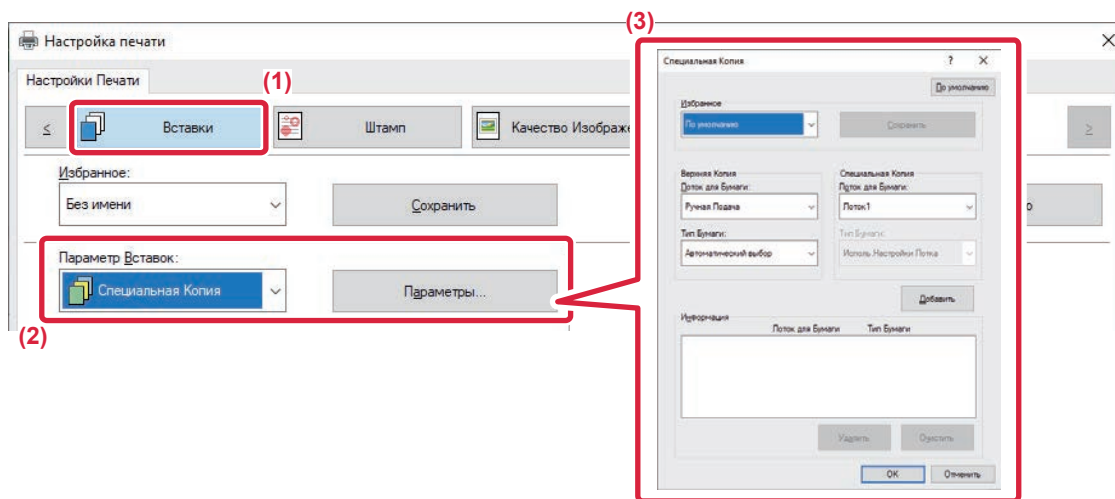 (3)
Настройка печати
Настройки Печати
(1)
<
Вставки
Штамп
Качество Изображе
>
Избранное:
Без имени
Сохранить
ю
Параметр Вставок:
Специальная Копия
Параметры...
(2)
Специальная Копия
?
По умолчанию
Избранное
По умолчанию
Сохранить
Верхняя Копия
Специальная Копия
Лоток для Бумаги:
Лоток для Бумаги:
Ручная Подача
Лоток1
Тип Бумаги:
Тип Бумаги:
Автоматический выбор
Исполь.Настройки Лотка
Добавить
Информация
Лоток для Бумаги
Тип Бумаги
Удалить
Очистить
OK
Отменить